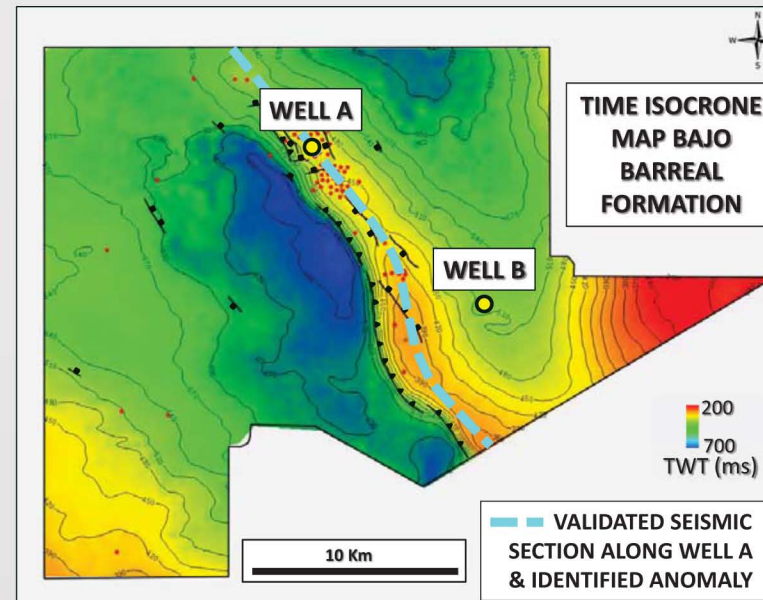 N
W
S
WELL A
TIME ISOCRONE
MAP BAJO
BARREAL
FORMATION
WELL B
200
700
TWT (ms)
10 Km
VALIDATED SEISMIC
SECTION ALONG WELL A
& IDENTIFIED ANOMALY